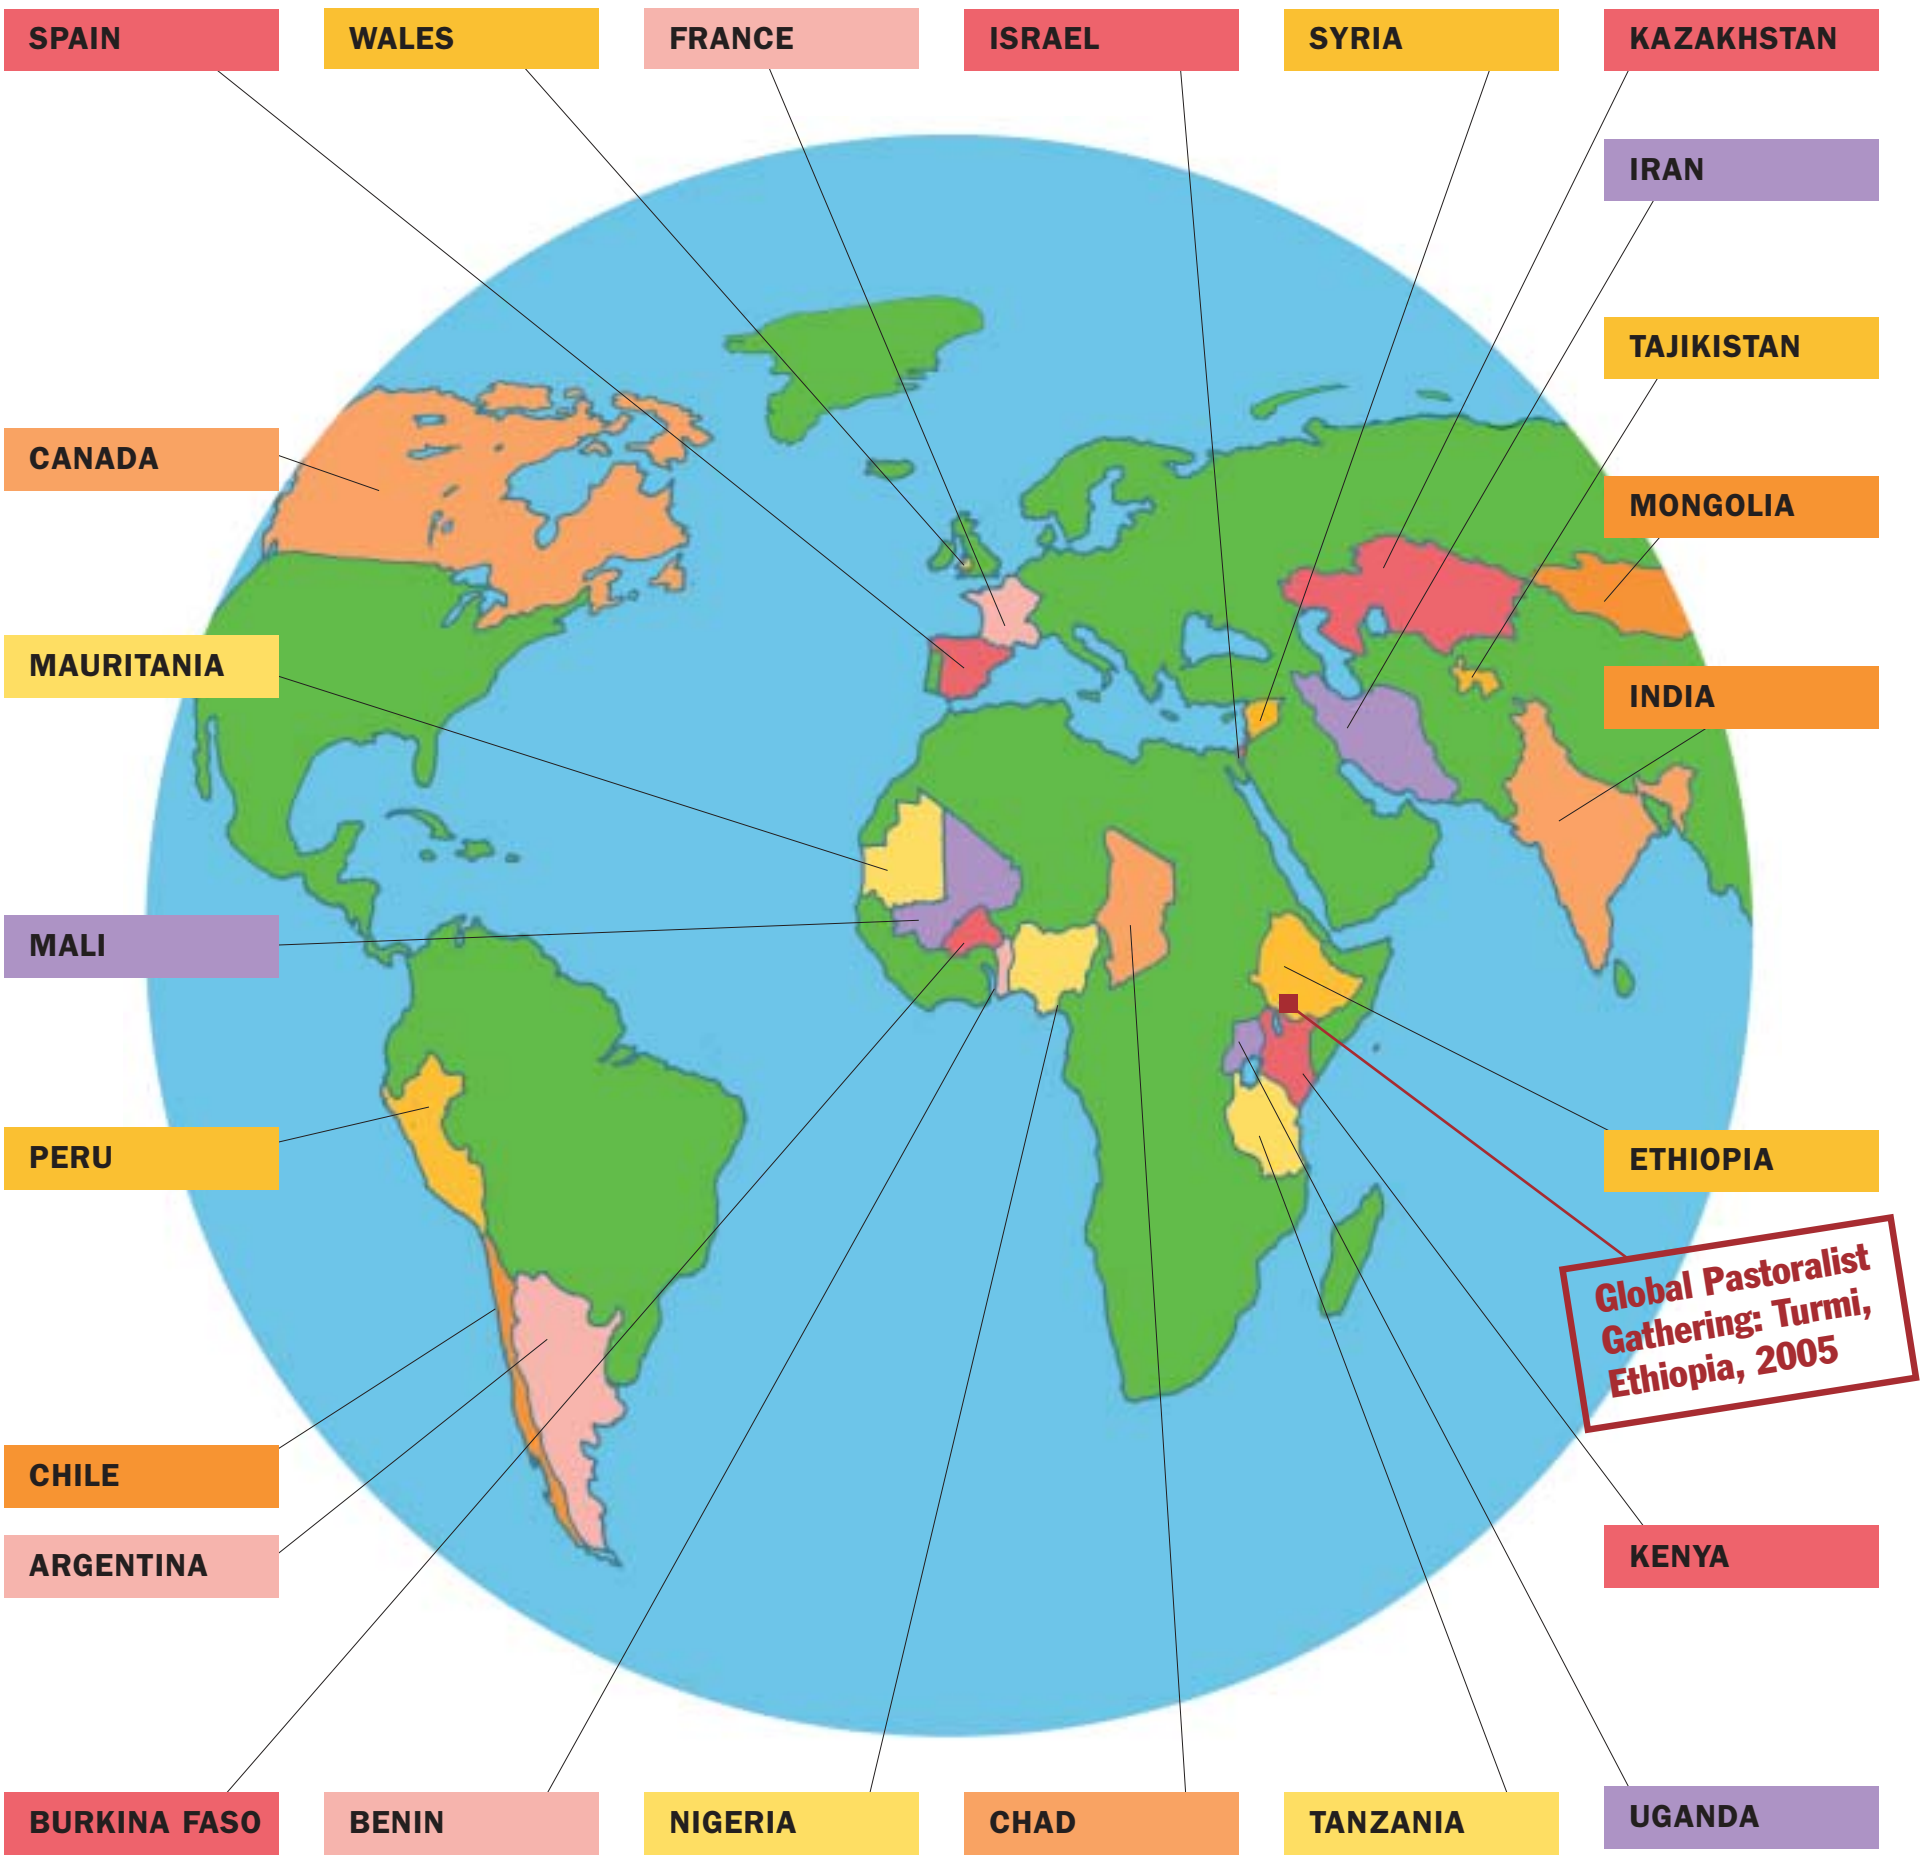 SPAIN
WALES
FRANCE
ISRAEL
SYRIA
KAZAKHSTAN
IRAN
TAJIKISTAN
CANADA
MONGOLIA
MAURITANIA
INDIA
MALI
PERU
ETHIOPIA
Global Pastoralist
Gathering: Turmi,
Ethiopia, 2005
CHILE
ARGENTINA
KENYA
BURKINA FASO
BENIN
NIGERIA
CHAD
TANZANIA
UGANDA